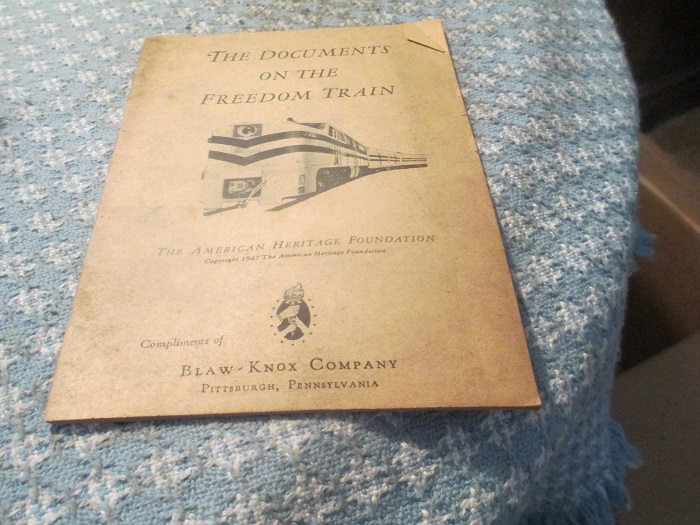 THE DOCUMENTS
ON THE
FREEDOM TRAIN
THE AMERICAN HERITAGE FOUNDATION
Copyright 1947 The American Heritage Foundation
Compliments of
BLAW-KNOX COMPANY
PITTSBURGH, PENNSYLVANIA